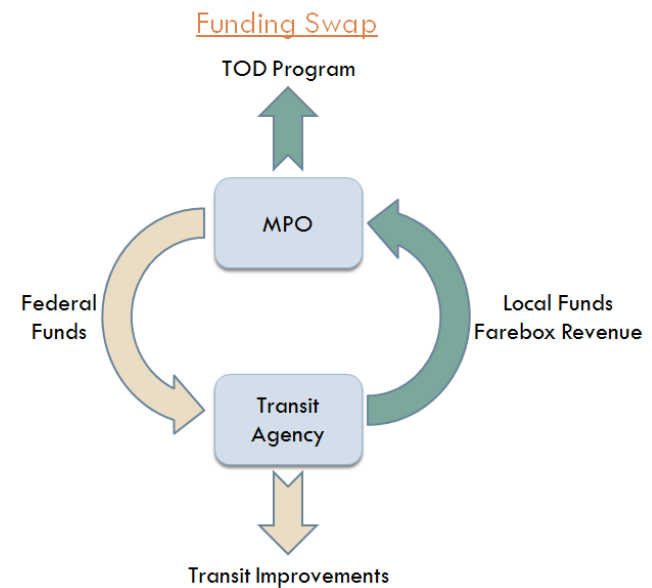 Funding Swap
TOD Program
MPO
Federal
Funds
Local Funds
Farebox Revenue
Transit
Agency
Transit Improvements